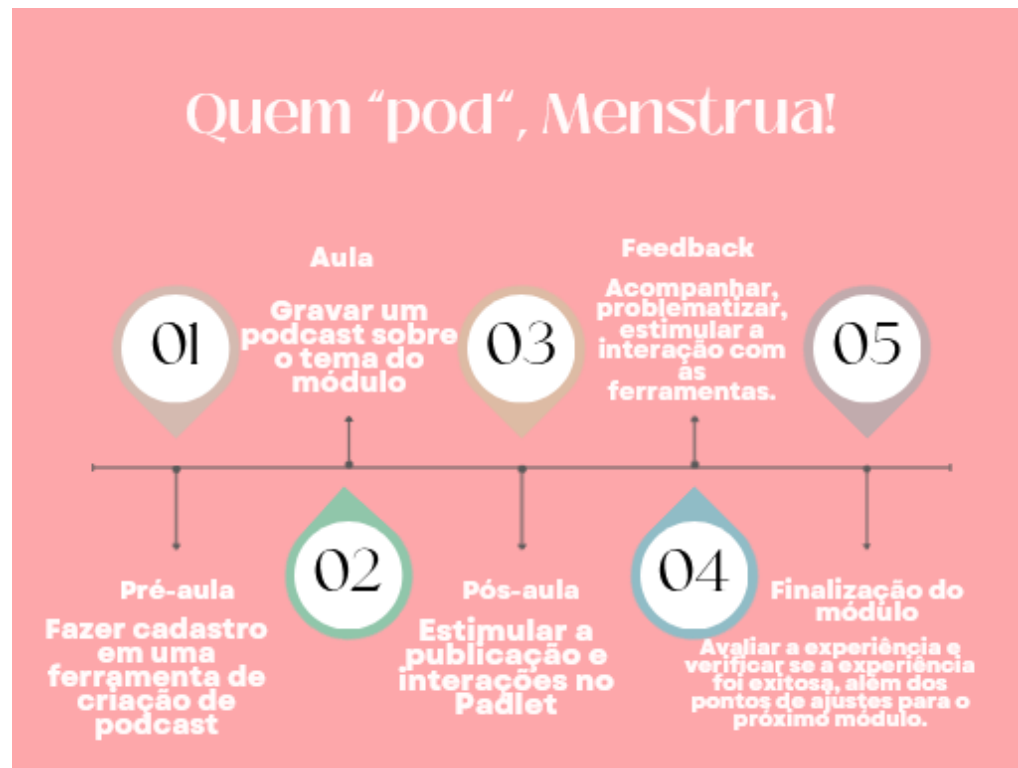 Quem “pod“, Menstrua!
01
Pré-aula
Fazer cadastro
em uma
ferramenta de
criação de
podcast
Aula
Gravar um
podcast sobre
o tema do
módulo
02
03
Pós-aula
Estimular a
publicação e
interações no
Padlet
Feedback
Acompanhar,
problematizar,
estimular a
interação com
as
ferramentas.
04
05
Finalização do
módulo
Avaliar a experiência e
verificar se a experiência
foi exitosa, além dos
pontos de ajustes para o
próximo módulo.